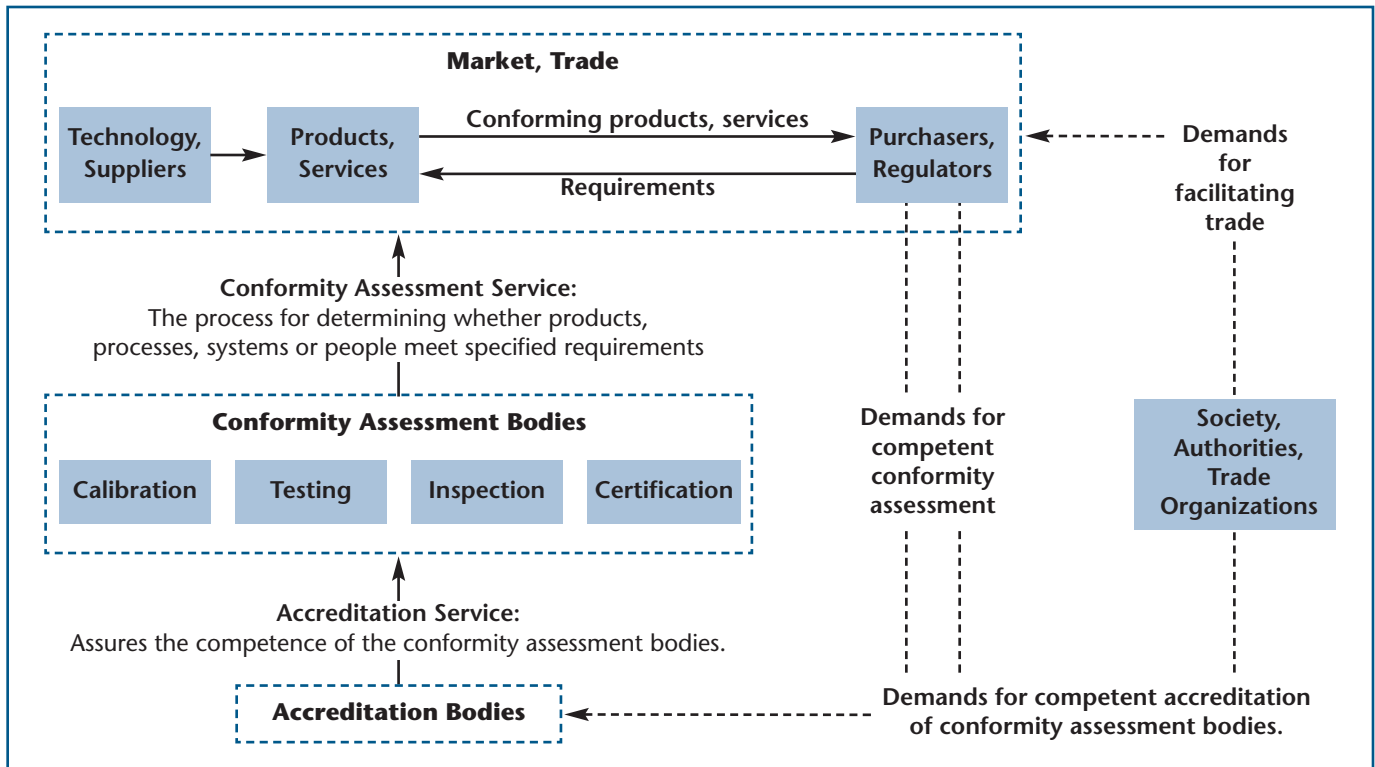 Market, Trade
Technology,
Suppliers
Products,
Services
Conforming products, services
Requirements
Purchasers,
Regulators
Demands
for
facilitating
trade
Conformity Assessment Service:
The process for determining whether products,
processes, systems or people meet specified requirements
Conformity Assessment Bodies
Calibration
Testing
Inspection
Certification
Demands for
competent
conformity
assessment
Society,
Authorities,
Trade
Organizations
Accreditation Service:
Assures the competence of the conformity assessment bodies.
Accreditation Bodies
Demands for competent accreditation
of conformity assessment bodies.